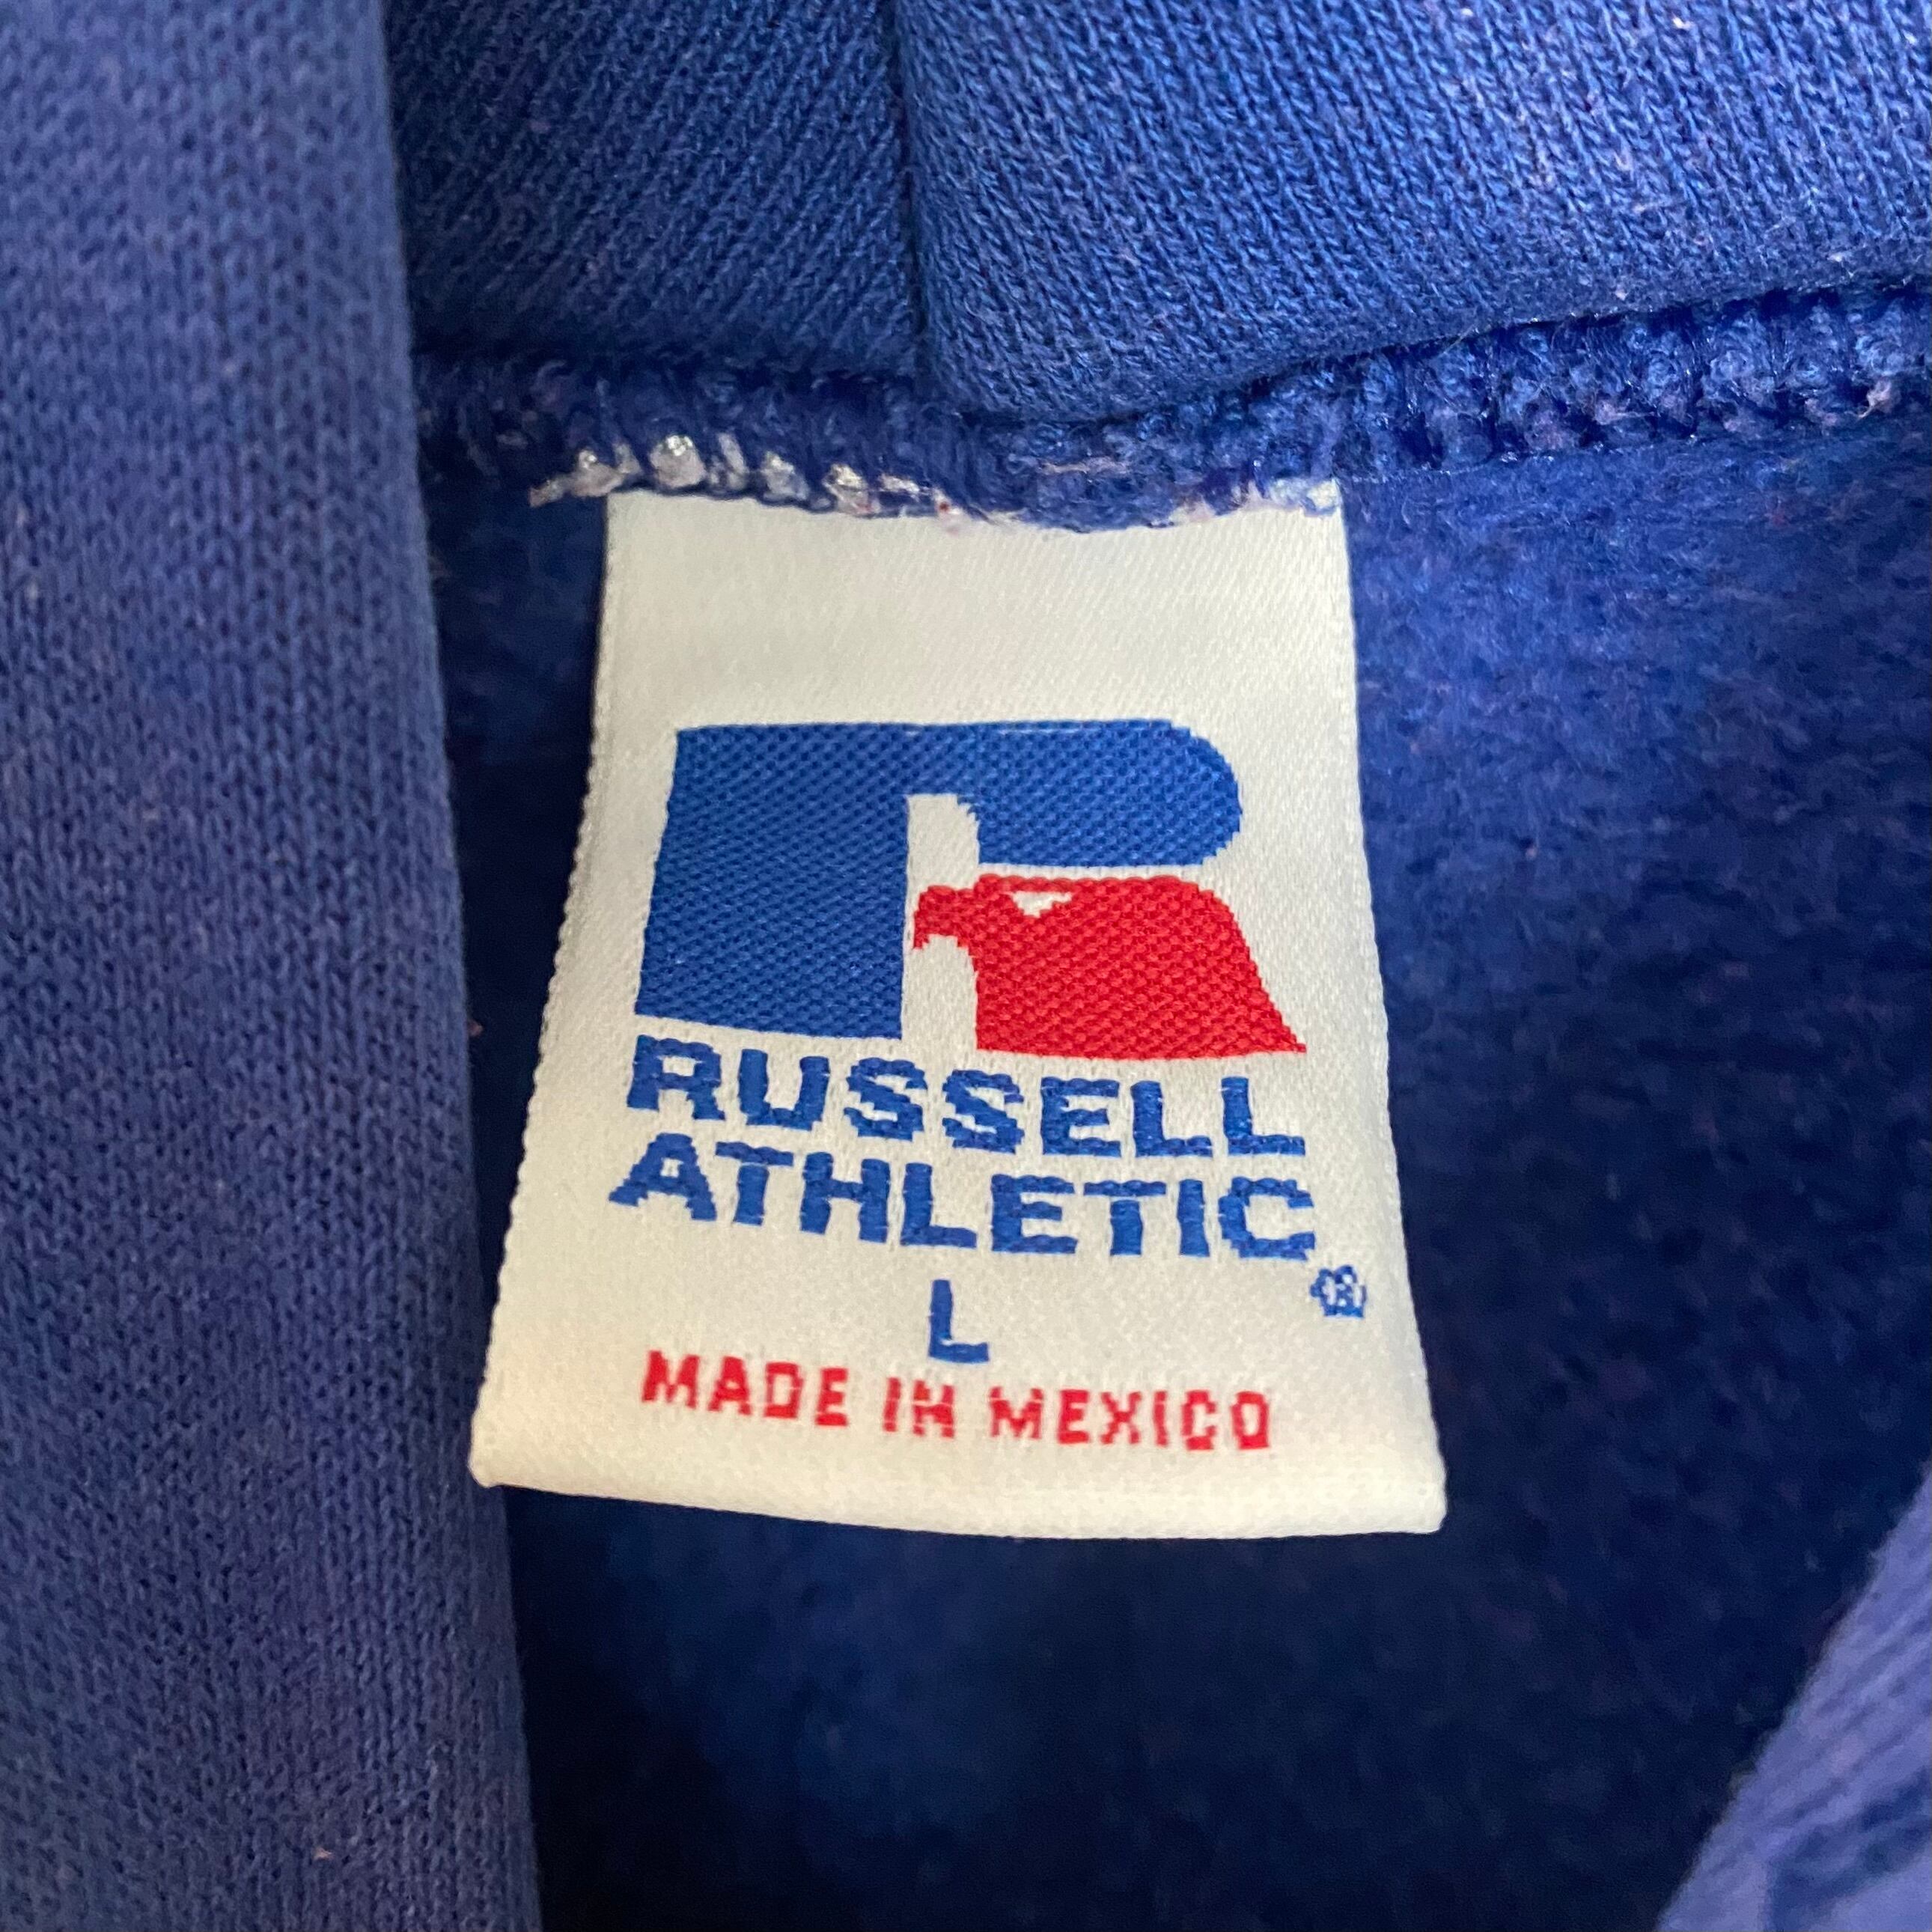 RUSSELL
ATHLETIC®
L
MADE IN MEXICO